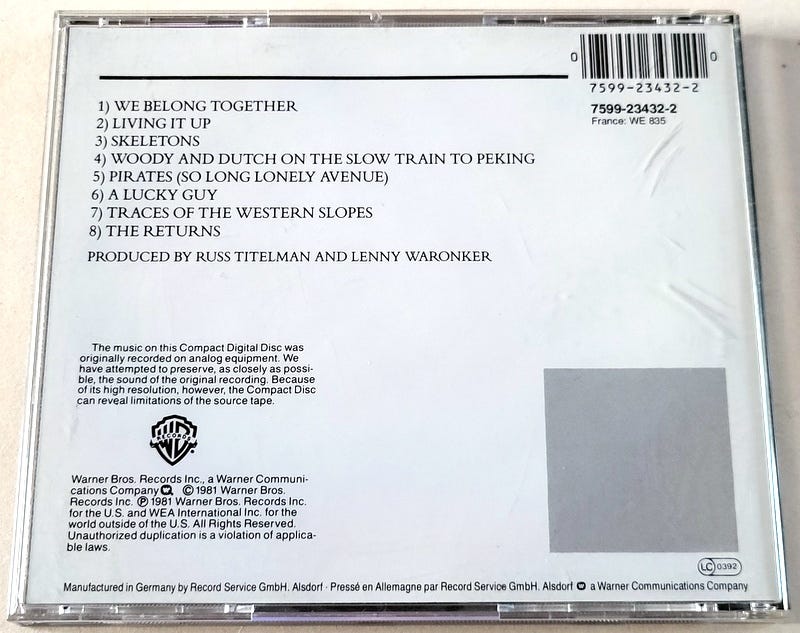 0 0
7599-23432-2
7599-23432-2
France: WE 835
1) WE BELONG TOGETHER
2) LIVING IT UP
3) SKELETONS
4) WOODY AND DUTCH ON THE SLOW TRAIN TO PEKING
5) PIRATES (SO LONG LONELY AVENUE)
6) A LUCKY GUY
7) TRACES OF THE WESTERN SLOPES
8) THE RETURNS
PRODUCED BY RUSS TITELMAN AND LENNY WARONKER
The music on this Compact Digital Disc was
originally recorded on analog equipment. We
have attempted to preserve, as closely as possi-
ble, the sound of the original recording. Because
of its high resolution, however, the Compact Disc
can reveal limitations of the source tape.
WB RECORDS
Warner Bros. Records Inc., a Warner Communi-
cations Company Ⓒ 1981 Warner Bros.
Records Inc. Ⓟ 1981 Warner Bros. Records Inc.
for the U.S. and WEA International Inc. for the
world outside of the U.S. All Rights Reserved.
Unauthorized duplication is a violation of applica-
ble laws.
LC 0392
Manufactured in Germany by Record Service GmbH. Alsdorf · Pressé en Allemagne par Record Service GmbH. Alsdorf a Warner Communications Company